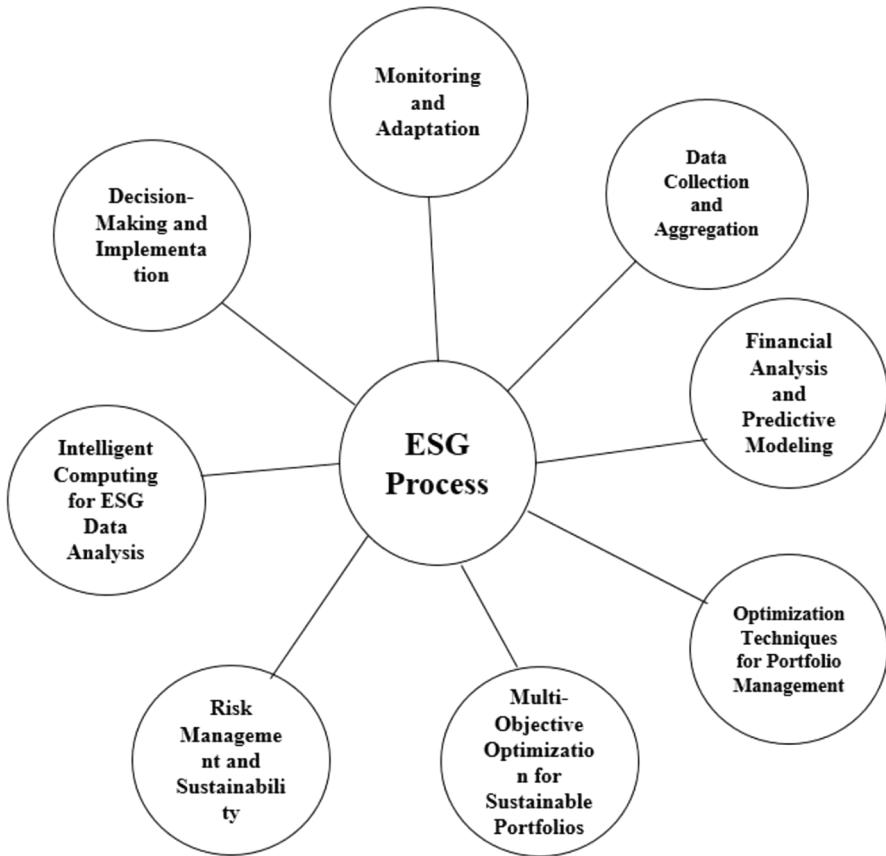 Monitoring
and
Adaptation
Data
Collection
and
Aggregation
Financial
Analysis
and
Predictive
Modeling
Optimization
Techniques
for Portfolio
Management
Multi-
Objective
Optimizatio
n for
Sustainable
Portfolios
Risk
Manageme
nt and
Sustainabili
ty
Intelligent
Computing
for ESG
Data
Analysis
Decision-
Making and
Implementa
tion
ESG
Process